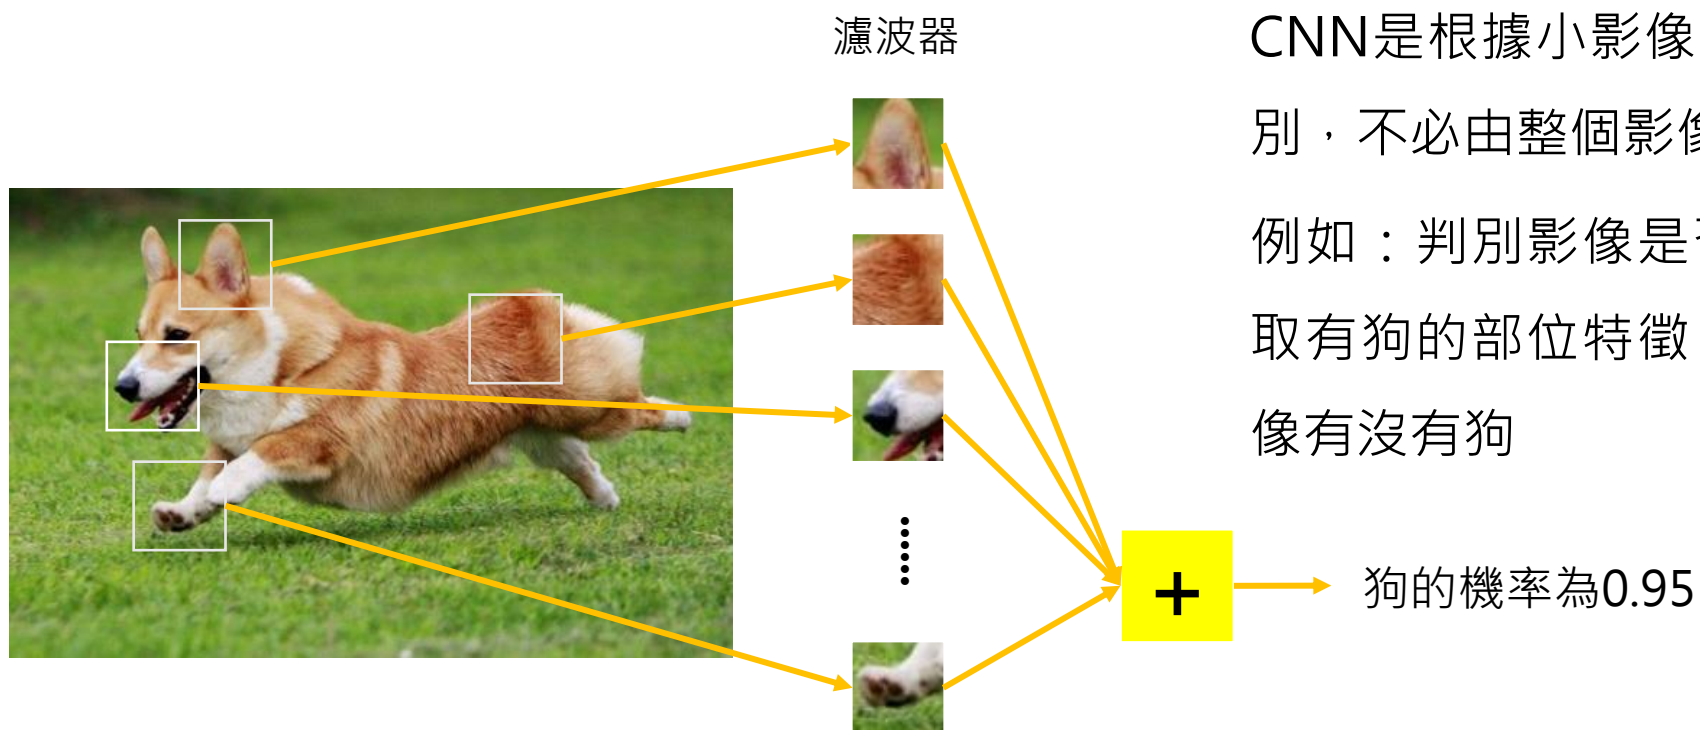 濾波器
CNN是根據小影像
別，不必由整個影像
例如：判別影像是
取有狗的部位特徵
像有沒有狗
+
狗的機率為0.95